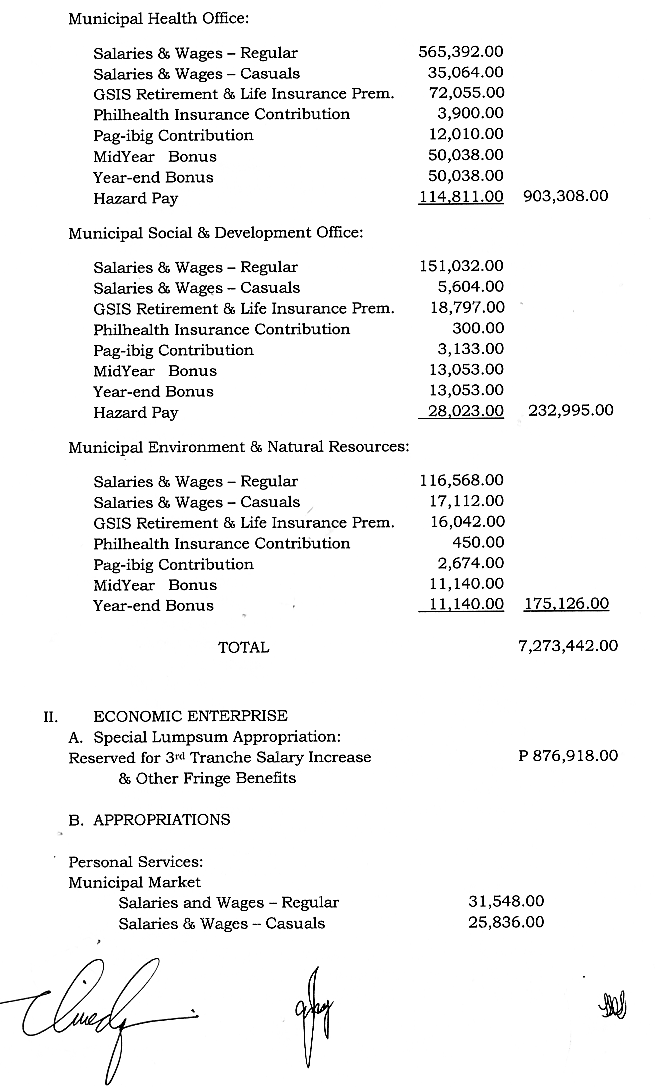 Municipal Health Office:
Salaries & Wages – Regular 565,392.00
Salaries & Wages – Casuals 35,064.00
GSIS Retirement & Life Insurance Prem. 72,055.00
Philhealth Insurance Contribution 3,900.00
Pag-ibig Contribution 12,010.00
MidYear Bonus 50,038.00
Year-end Bonus 50,038.00
Hazard Pay 114,811.00 903,308.00
Municipal Social & Development Office:
Salaries & Wages – Regular 151,032.00
Salaries & Wages – Casuals 5,604.00
GSIS Retirement & Life Insurance Prem. 18,797.00
Philhealth Insurance Contribution 300.00
Pag-ibig Contribution 3,133.00
MidYear Bonus 13,053.00
Year-end Bonus 13,053.00
Hazard Pay 28,023.00 232,995.00
Municipal Environment & Natural Resources:
Salaries & Wages – Regular 116,568.00
Salaries & Wages – Casuals 17,112.00
GSIS Retirement & Life Insurance Prem. 16,042.00
Philhealth Insurance Contribution 450.00
Pag-ibig Contribution 2,674.00
MidYear Bonus 11,140.00
Year-end Bonus 11,140.00 175,126.00
TOTAL 7,273,442.00
II. ECONOMIC ENTERPRISE
A. Special Lumpsum Appropriation:
Reserved for 3rd Tranche Salary Increase P 876,918.00
& Other Fringe Benefits
B. APPROPRIATIONS
Personal Services:
Municipal Market
Salaries and Wages – Regular 31,548.00
Salaries & Wages – Casuals 25,836.00